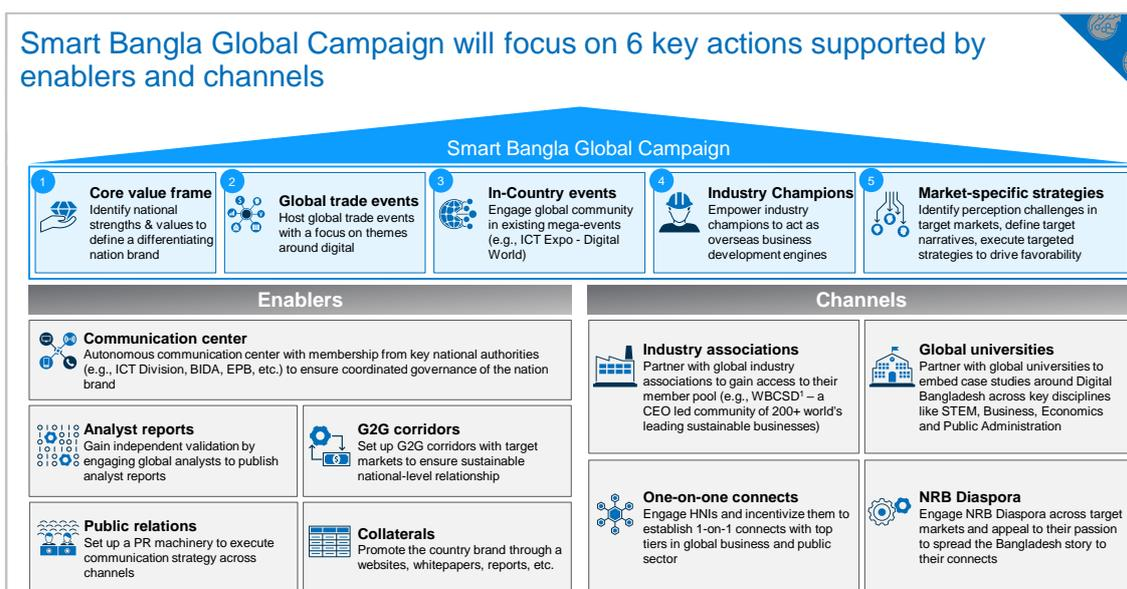 Smart Bangla Global Campaign will focus on 6 key actions supported by
enablers and channels
Smart Bangla Global Campaign
1
Core value frame
Identify national
strengths & values to
define a differentiating
nation brand
2
Global trade events
Host global trade events
with a focus on themes
around digital
3
In-Country events
Engage global community
in existing mega-events
(e.g., ICT Expo - Digital
World)
4
Industry Champions
Empower industry
champions to act as
overseas business
development engines
5
Market-specific strategies
Identify perception challenges in
target markets, define target
narratives, execute targeted
strategies to drive favorability
Enablers
Communication center
Autonomous communication center with membership from key national authorities
(e.g., ICT Division, BIDA, EPB, etc.) to ensure coordinated governance of the nation
brand
Analyst reports
Gain independent validation by
engaging global analysts to publish
analyst reports
G2G corridors
Set up G2G corridors with target
markets to ensure sustainable
national-level relationship
Public relations
Set up a PR machinery to execute
communication strategy across
channels
Collaterals
Promote the country brand through a
websites, whitepapers, reports, etc.
Channels
Industry associations
Partner with global industry
associations to gain access to their
member pool (e.g., WBCSD¹ – a
CEO led community of 200+ world's
leading sustainable businesses)
Global universities
Partner with global universities to
embed case studies around Digital
Bangladesh across key disciplines
like STEM, Business, Economics
and Public Administration
One-on-one connects
Engage HNIs and incentivize them to
establish 1-on-1 connects with top
tiers in global business and public
sector
NRB Diaspora
Engage NRB Diaspora across target
markets and appeal to their passion
to spread the Bangladesh story to
their connects